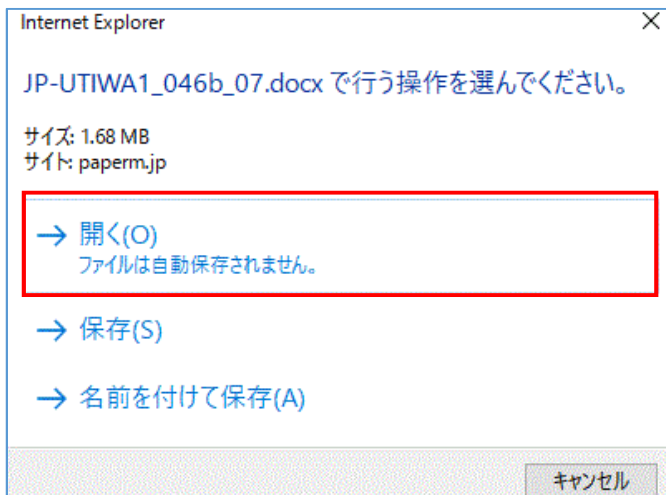 Internet Explorer
JP-UTIWA1_046b_07.docx で行う操作を選んでください。
サイズ: 1.68 MB
サイト: paperm.jp
→ 開く(O)
ファイルは自動保存されません。
→ 保存(S)
→ 名前を付けて保存(A)
キャンセル